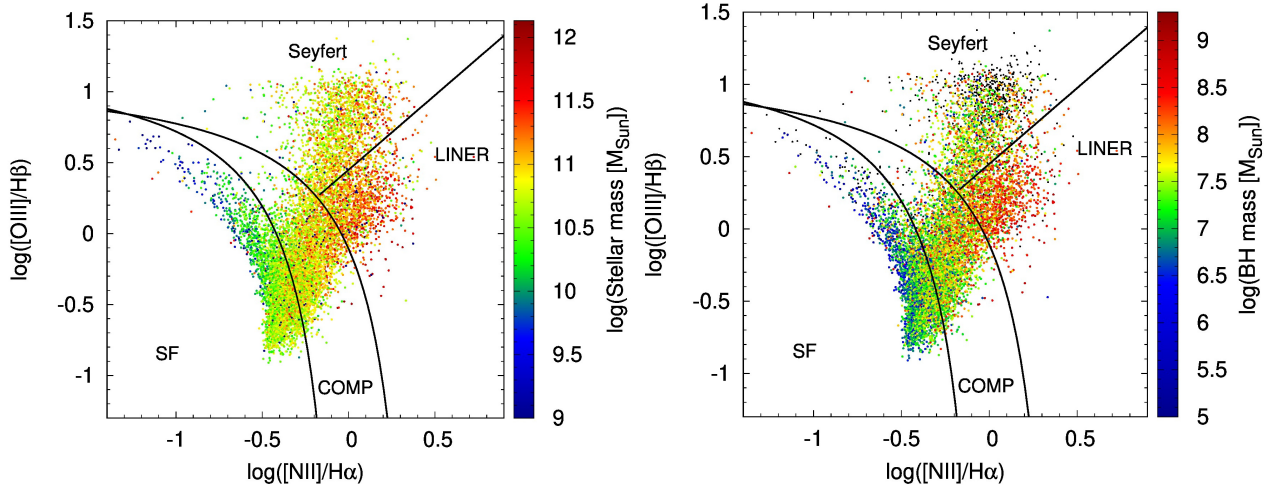 1.5
1
0.5
0
-0.5
-1
-1
-0.5
0
0.5
log([OIII]/Hβ)
log([NII]/Hα)
Seyfert
LINER
SF
COMP
12
11.5
11
10.5
10
9.5
9
log(Stellar mass [M_Sun])
1.5
1
0.5
0
-0.5
-1
-1
-0.5
0
0.5
log([OIII]/Hβ)
log([NII]/Hα)
Seyfert
LINER
SF
COMP
9
8.5
8
7.5
7
6.5
6
5.5
5
log(BH mass [M_Sun])